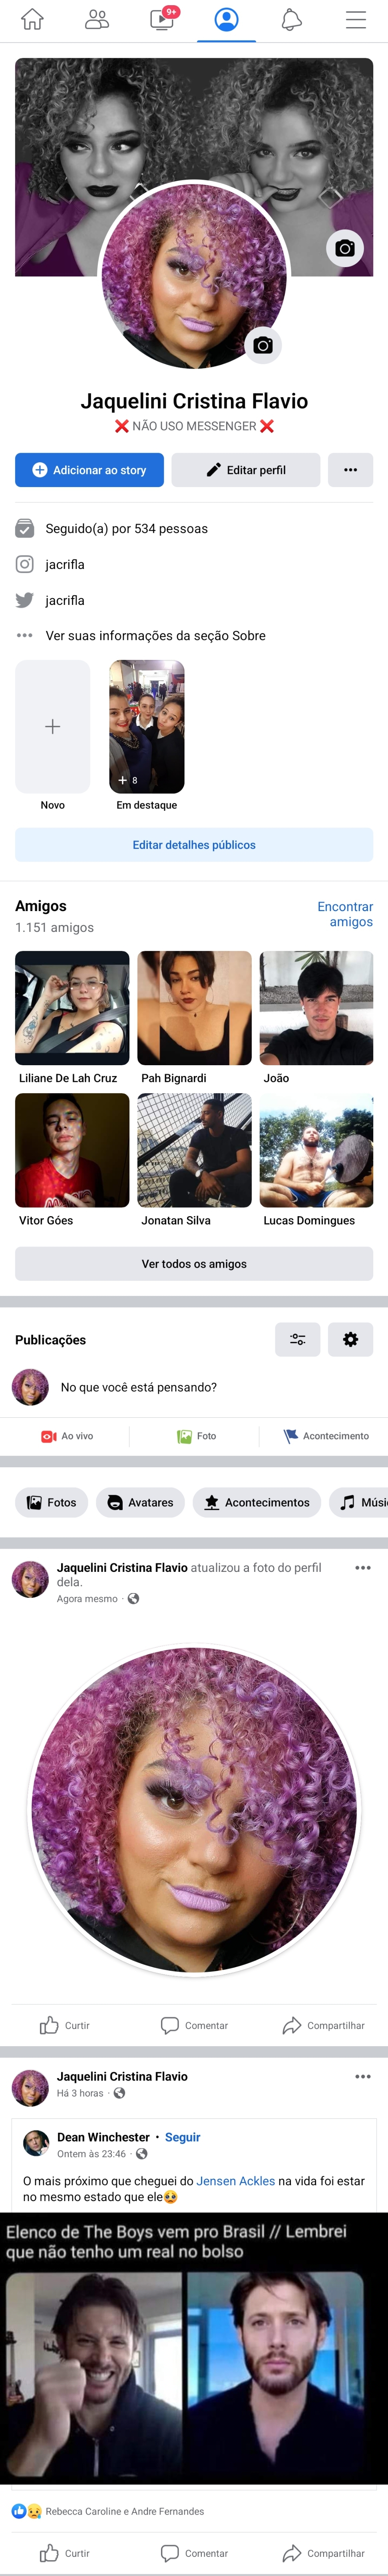 9+
Jaquelini Cristina Flavio
❌ NÃO USO MESSENGER ❌
Adicionar ao story
Editar perfil
Seguido(a) por 534 pessoas
jacrifla
jacrifla
Ver suas informações da seção Sobre
+ 8
Novo
Em destaque
Editar detalhes públicos
Amigos
Encontrar
amigos
1.151 amigos
Liliane De Lah Cruz
Pah Bignardi
João
Vitor Góes
Jonatan Silva
Lucas Domingues
Ver todos os amigos
Publicações
No que você está pensando?
Ao vivo
Foto
Acontecimento
Fotos
Avatares
Acontecimentos
Músi
Jaquelini Cristina Flavio atualizou a foto do perfil
dela.
Agora mesmo ·
Curtir
Comentar
Compartilhar
Jaquelini Cristina Flavio
Há 3 horas ·
Dean Winchester · Seguir
Ontem às 23:46 ·
O mais próximo que cheguei do Jensen Ackles na vida foi estar
no mesmo estado que ele🥺
Elenco de The Boys vem pro Brasil // Lembrei
que não tenho um real no bolso
Rebecca Caroline e Andre Fernandes
Curtir
Comentar
Compartilhar